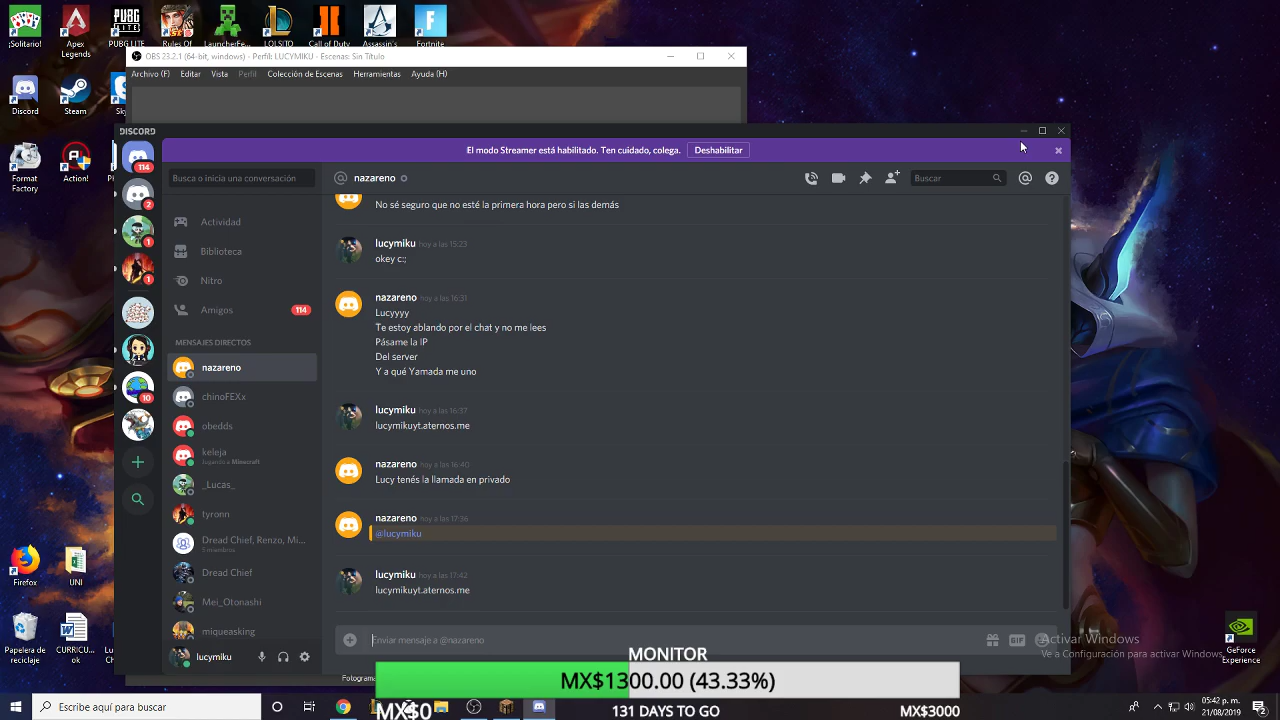 Solitario!
Apex Legends
PUBG LITE
Rules Of
LauncherFe...
LOLSITO
Call of Duty
Assassin's
Fortnite
OBS 23.2.1 (64-bit, windows) - Perfil: LUCYMIKU - Escenas: Sin Título
Archivo (F) Editar Vista Perfil Colección de Escenas Herramientas Ayuda (H)
Discord
Steam
Format Factory
Action!
Firefox
UNI
Papelera de reciclaje
DISCORD
El modo Streamer está habilitado. Ten cuidado, colega. Deshabilitar
Busca o inicia una conversación
nazareno
Buscar
114
2
1
1
10
Actividad
Biblioteca
Nitro
Amigos 114
MENSAJES DIRECTOS
nazareno
chinoFEXx
obedds
keleja
Jugando a Minecraft
_Lucas_
tyronn
Dread Chief, Renzo, Mi...
5 miembros
Dread Chief
Mei_Otonashi
miqueasking
lucymiku
No sé seguro que no esté la primera hora pero si las demás
lucymiku hoy a las 15:23
okey c:;
nazareno hoy a las 16:31
Lucyyyy
Te estoy ablando por el chat y no me lees
Pásame la IP
Del server
Y a qué Yamada me uno
lucymiku hoy a las 16:37
lucymikuyt.aternos.me
nazareno hoy a las 16:40
Lucy tenés la llamada en privado
nazareno hoy a las 17:36
@lucymiku
lucymiku hoy a las 17:42
lucymikuyt.aternos.me
Enviar mensaje a @nazareno
GIF
Activar Windows
Ve a Configuración para activar Windows.
GeForce Experience
MONITOR
MX$1300.00 (43.33%)
MX$0
131 DAYS TO GO
MX$3000
Escribe aquí para buscar
05:42 p. m.
21/08/2019